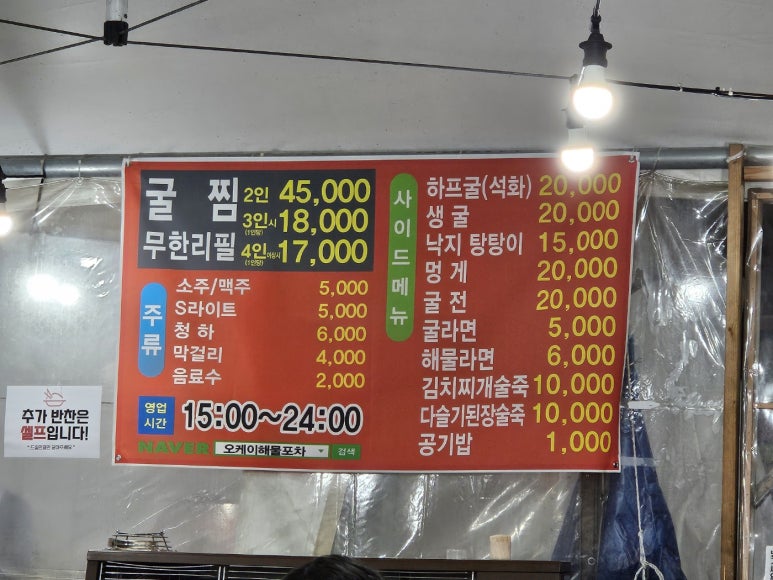 굴 찜 2인 45,000
3인시 18,000
(1인당)
무한리필 4인이상시 17,000
(1인당)
주류
소주/맥주 5,000
S라이트 5,000
청하 6,000
막걸리 4,000
음료수 2,000
영업시간 15:00~24:00
NAVER 오케이해물포차 검색
사이드메뉴
하프굴(석화) 20,000
생 굴 20,000
낙지 탕탕이 15,000
멍 게 20,000
굴 전 20,000
굴라면 5,000
해물라면 6,000
김치찌개술죽 10,000
다슬기된장술죽 10,000
공기밥 1,000
추가 반찬은
셀프입니다!